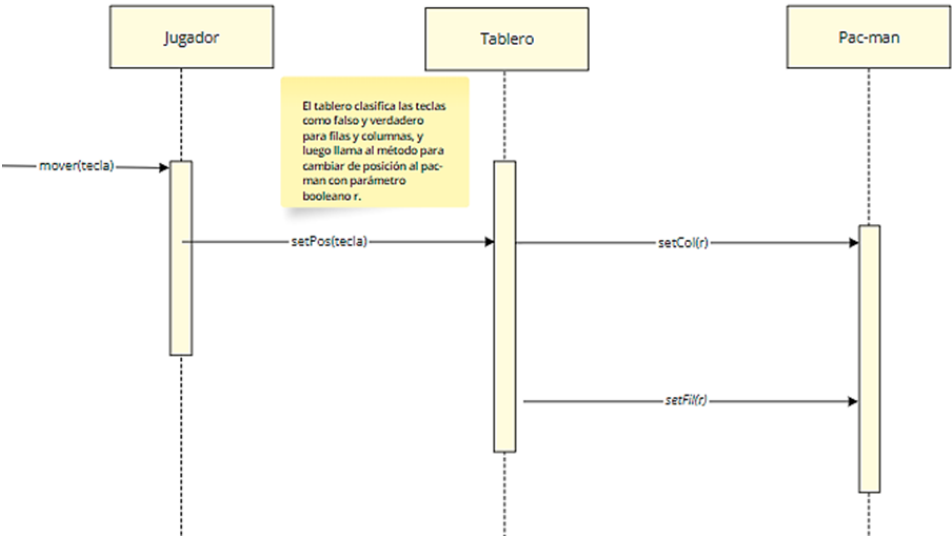 Jugador
Tablero
Pac-man
El tablero clasifica las teclas
como falso y verdadero
para filas y columnas, y
luego llama al método para
cambiar de posición al pac-
man con parámetro
booleano r.
mover(tecla)
setPos(tecla)
setCol(r)
setFil(r)